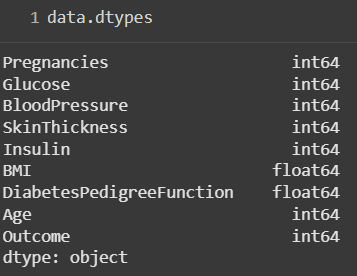 1 data.dtypes
Pregnancies int64
Glucose int64
BloodPressure int64
SkinThickness int64
Insulin int64
BMI float64
DiabetesPedigreeFunction float64
Age int64
Outcome int64
dtype: object